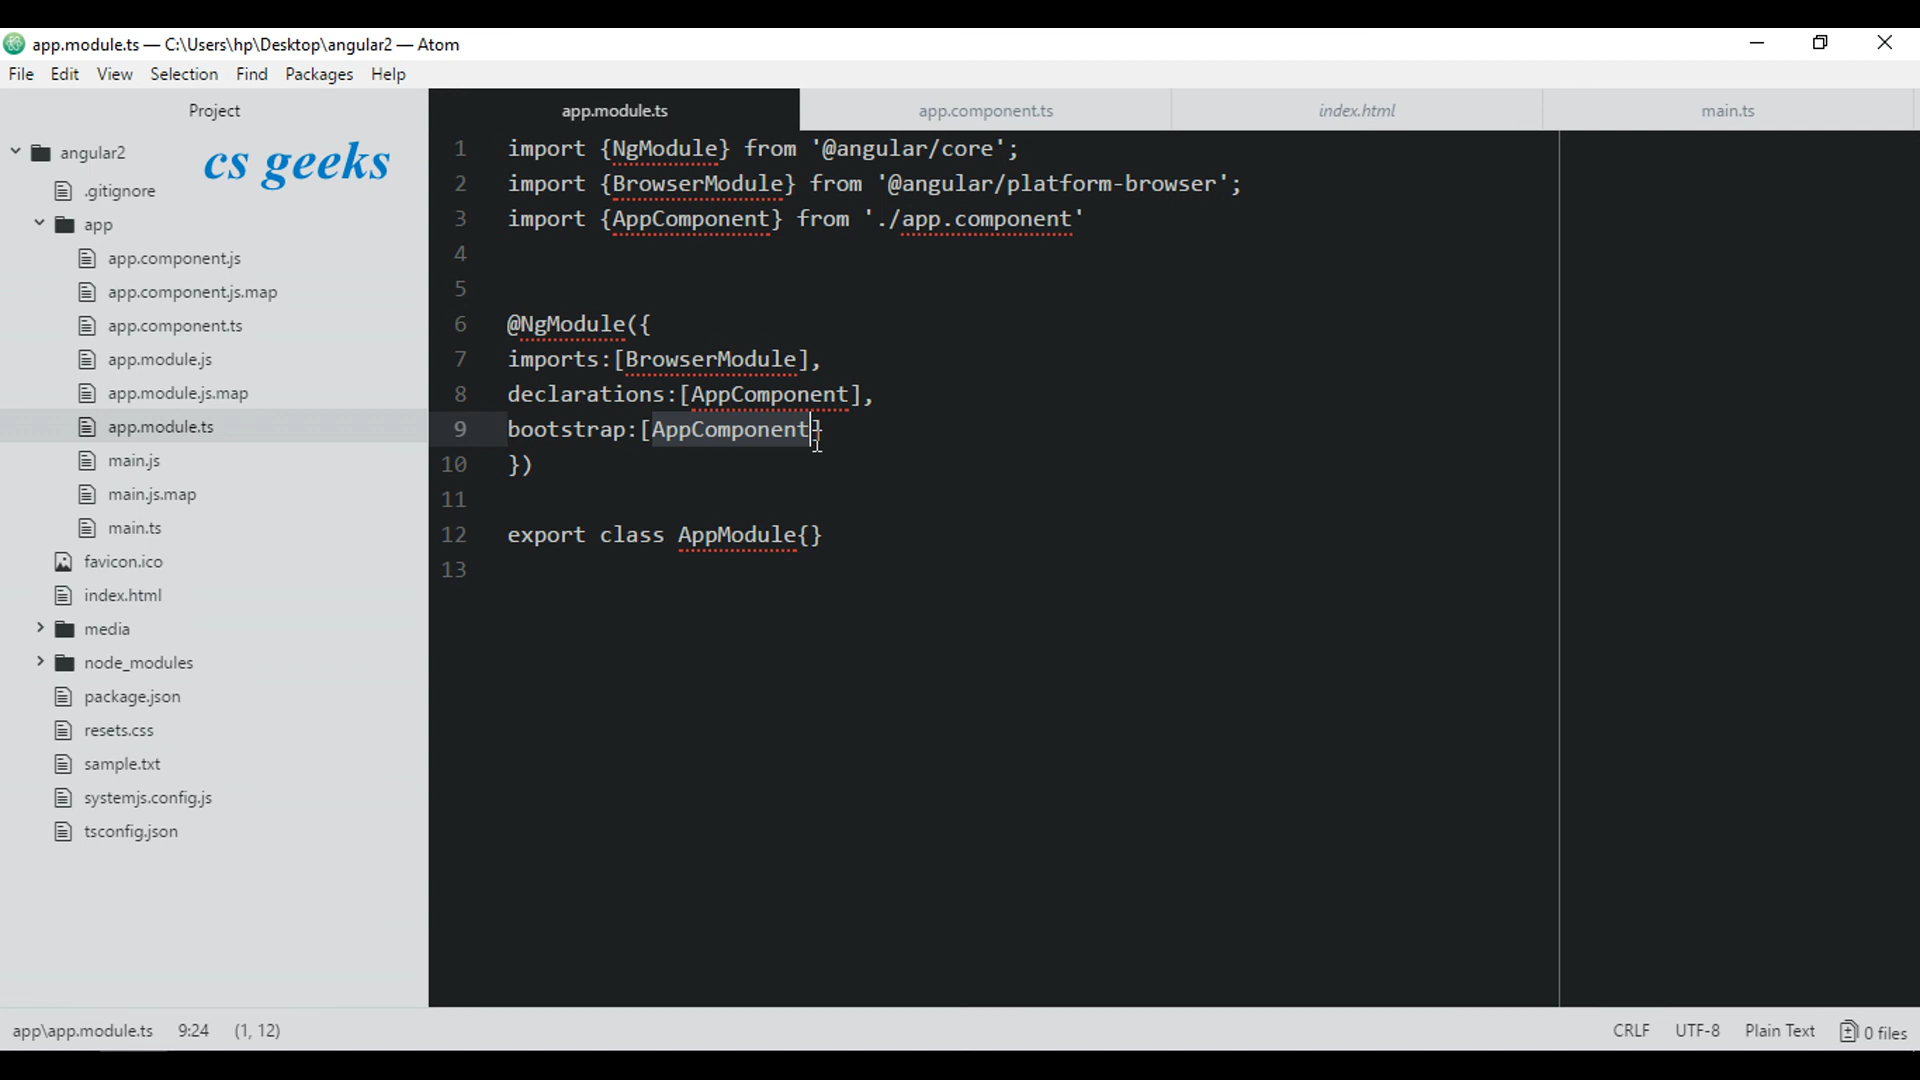 app.module.ts — C:\Users\hp\Desktop\angular2 — Atom
File Edit View Selection Find Packages Help
Project
app.module.ts
app.component.ts
index.html
main.ts
angular2
cs geeks
.gitignore
app
app.component.js
app.component.js.map
app.component.ts
app.module.js
app.module.js.map
app.module.ts
main.js
main.js.map
main.ts
favicon.ico
index.html
media
node_modules
package.json
resets.css
sample.txt
systemjs.config.js
tsconfig.json
1 import {NgModule} from '@angular/core';
2 import {BrowserModule} from '@angular/platform-browser';
3 import {AppComponent} from './app.component'
4
5
6 @NgModule({
7 imports:[BrowserModule],
8 declarations:[AppComponent],
9 bootstrap:[AppComponent]
10 })
11
12 export class AppModule{}
13
app\app.module.ts 9:24 (1, 12)
CRLF UTF-8 Plain Text 0 files